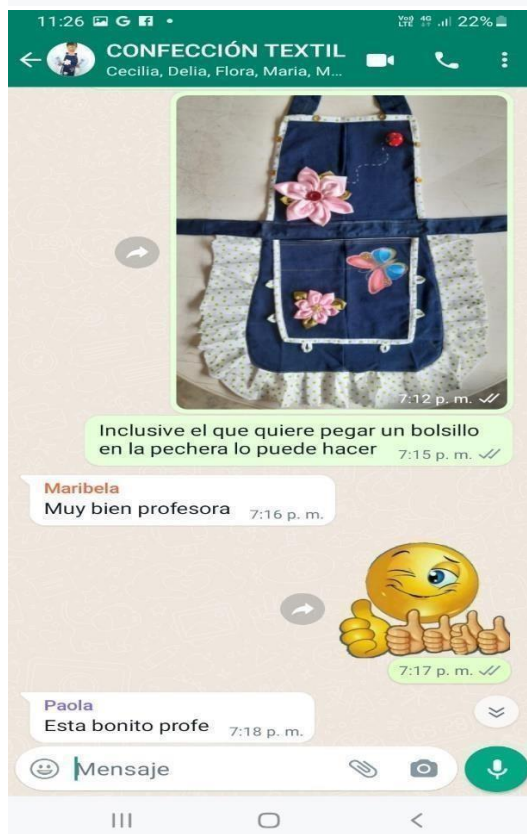 11:26 G 4G 22%
CONFECCIÓN TEXTIL
Cecilia, Delia, Flora, Maria, M...
7:12 p. m.
Inclusive el que quiere pegar un bolsillo
en la pechera lo puede hacer 7:15 p. m.
Maribela
Muy bien profesora 7:16 p. m.
7:17 p. m.
Paola
Esta bonito profe 7:18 p. m.
Mensaje